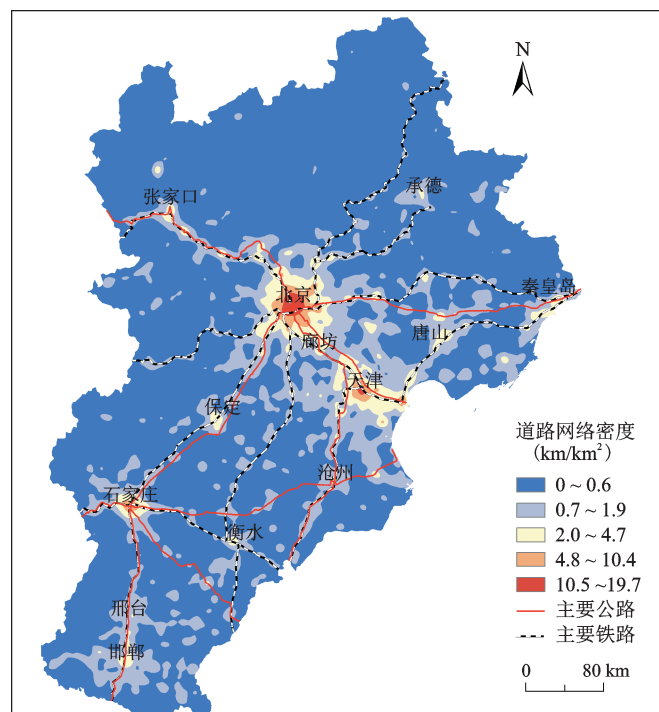 N
承德
张家口
秦皇岛
北京
唐山
廊坊
天津
保定
道路网络密度
(km/km²)
沧州
0 ~ 0.6
石家庄
0.7 ~ 1.9
衡水
2.0 ~ 4.7
4.8 ~ 10.4
10.5 ~19.7
邢台
主要公路
主要铁路
邯郸
0 80 km